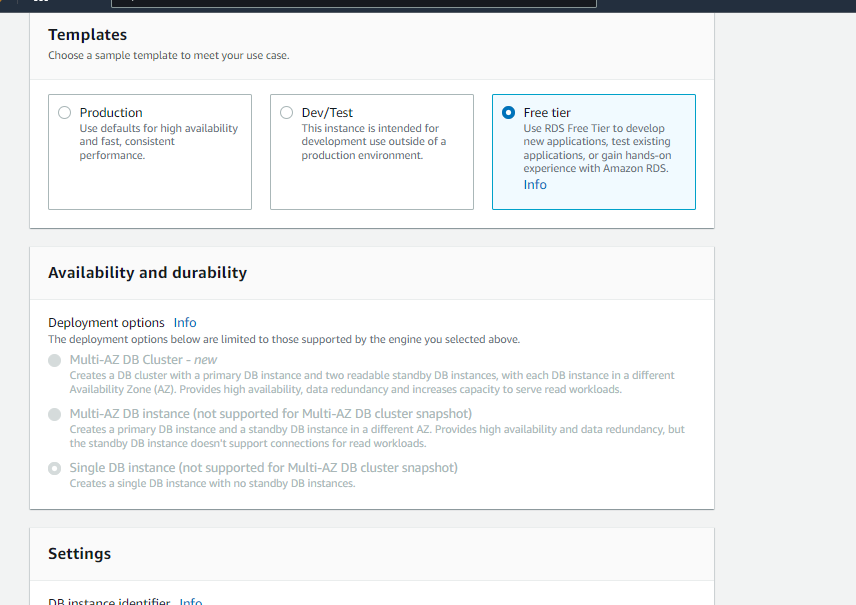 Templates
Choose a sample template to meet your use case.
Production
Use defaults for high availability
and fast, consistent
performance.
Dev/Test
This instance is intended for
development use outside of a
production environment.
Free tier
Use RDS Free Tier to develop
new applications, test existing
applications, or gain hands-on
experience with Amazon RDS.
Info
Availability and durability
Deployment options Info
The deployment options below are limited to those supported by the engine you selected above.
Multi-AZ DB Cluster - new
Creates a DB cluster with a primary DB instance and two readable standby DB instances, with each DB instance in a different
Availability Zone (AZ). Provides high availability, data redundancy and increases capacity to serve read workloads.
Multi-AZ DB instance (not supported for Multi-AZ DB cluster snapshot)
Creates a primary DB instance and a standby DB instance in a different AZ. Provides high availability and data redundancy, but
the standby DB instance doesn't support connections for read workloads.
Single DB instance (not supported for Multi-AZ DB cluster snapshot)
Creates a single DB instance with no standby DB instances.
Settings
DB instance identifier Info